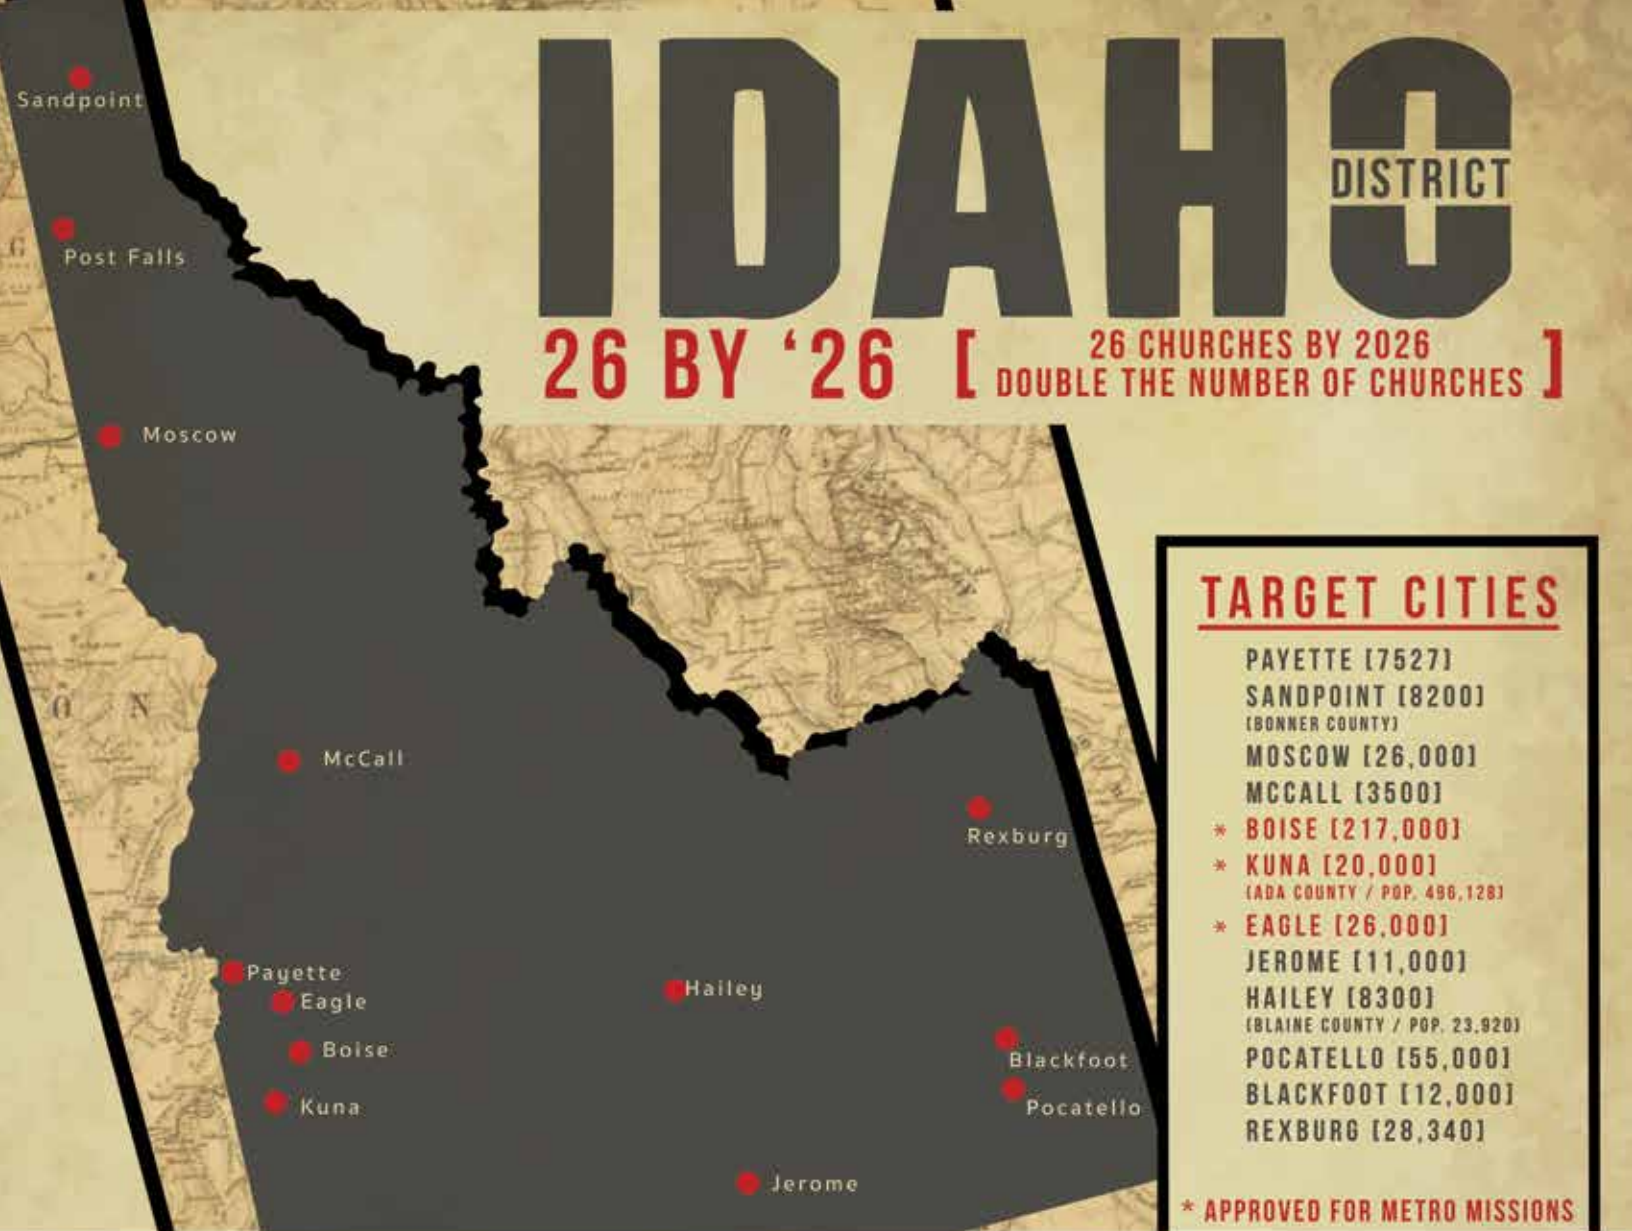 IDAHO
DISTRICT
26 BY ‘26 [ 26 CHURCHES BY 2026
DOUBLE THE NUMBER OF CHURCHES ]
Sandpoint
Post Falls
Moscow
McCall
Rexburg
Payette
Eagle
Hailey
Boise
Blackfoot
Kuna
Pocatello
Jerome
O N
TARGET CITIES
PAYETTE [7527]
SANDPOINT [8200]
(BONNER COUNTY)
MOSCOW [26,000]
MCCALL [3500]
* BOISE [217,000]
* KUNA [20,000]
(ADA COUNTY / POP. 496,128)
* EAGLE [26,000]
JEROME [11,000]
HAILEY [8300]
(BLAINE COUNTY / POP. 23,920)
POCATELLO [55,000]
BLACKFOOT [12,000]
REXBURG [28,340]
* APPROVED FOR METRO MISSIONS